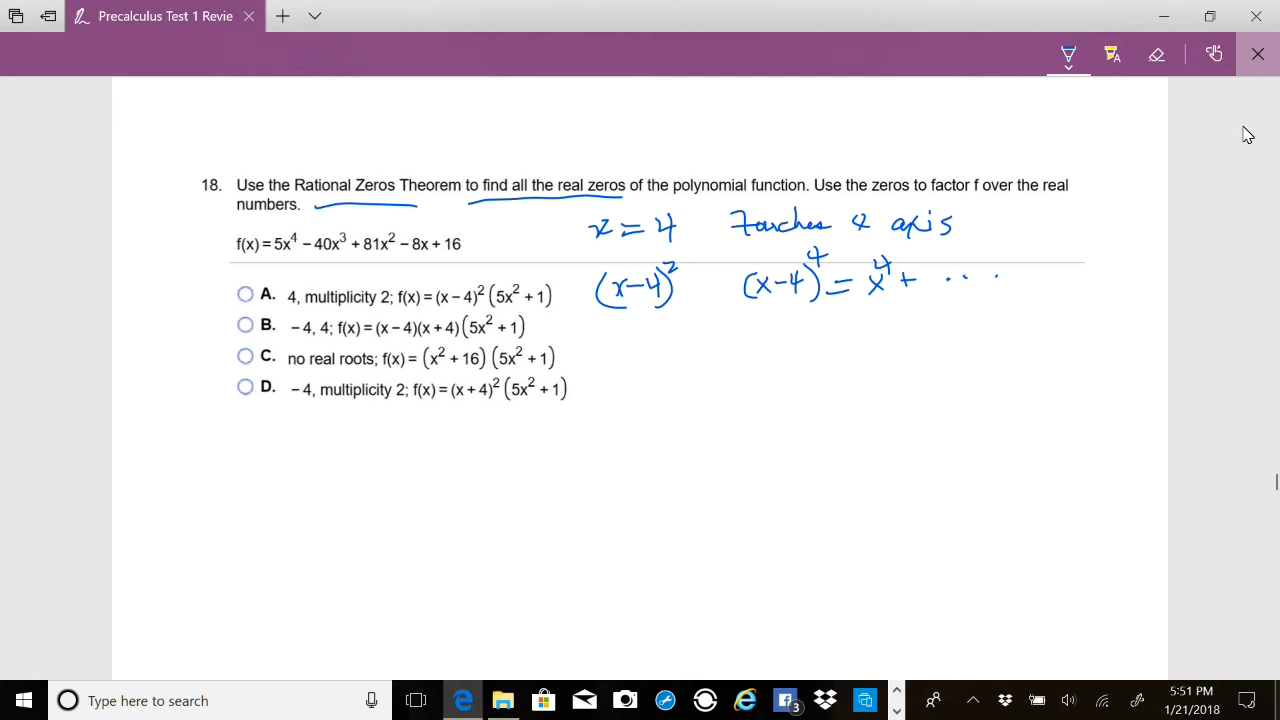 Precalculus Test 1 Revie
18. Use the Rational Zeros Theorem to find all the real zeros of the polynomial function. Use the zeros to factor f over the real
numbers.
x = 4 Touches x axis
f(x) = 5x⁴ − 40x³ + 81x² − 8x + 16
(x−4)² (x−4)⁴ = x⁴ + ....
A. 4, multiplicity 2; f(x) = (x − 4)² (5x² + 1)
B. − 4, 4; f(x) = (x − 4)(x + 4)(5x² + 1)
C. no real roots; f(x) = (x² + 16) (5x² + 1)
D. − 4, multiplicity 2; f(x) = (x + 4)² (5x² + 1)
Type here to search
3
5:51 PM
1/21/2018